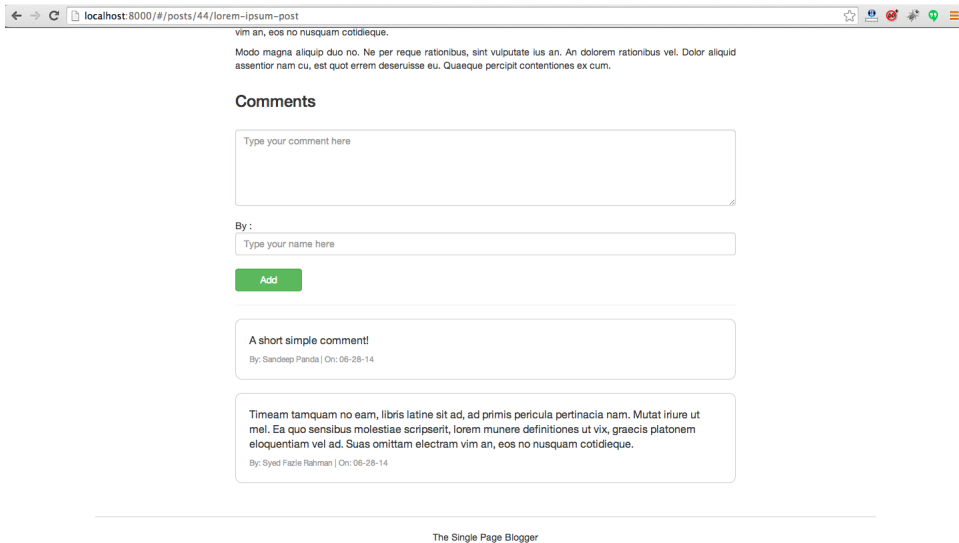 localhost:8000/#/posts/44/lorem-ipsum-post
vim an, eos no nusquam cotidieque.
Modo magna aliquip duo no. Ne per reque rationibus, sint vulputate ius an. An dolorem rationibus vel. Dolor aliquid
assentior nam cu, est quot errem deseruisse eu. Quaeque percipit contentiones ex cum.
Comments
Type your comment here
By :
Type your name here
Add
A short simple comment!
By: Sandeep Panda | On: 06-28-14
Timeam tamquam no eam, libris latine sit ad, ad primis pericula pertinacia nam. Mutat iriure ut
mel. Ea quo sensibus molestiae scripserit, lorem munere definitiones ut vix, graecis platonem
eloquentiam vel ad. Suas omittam electram vim an, eos no nusquam cotidieque.
By: Syed Fazle Rahman | On: 06-28-14
The Single Page Blogger